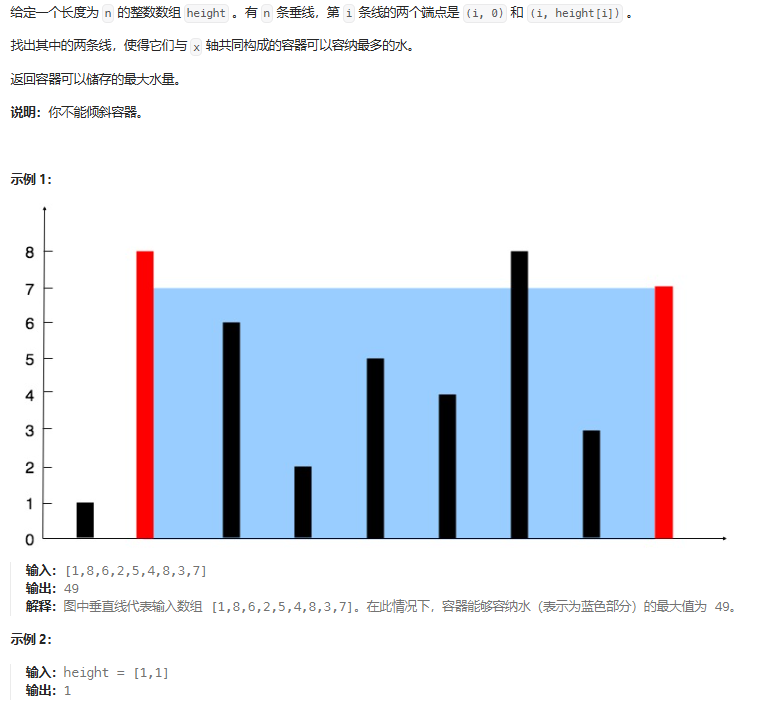 给定一个长度为 n 的整数数组 height 。有 n 条垂线，第 i 条线的两个端点是 (i, 0) 和 (i, height[i]) 。
找出其中的两条线，使得它们与 x 轴共同构成的容器可以容纳最多的水。
返回容器可以储存的最大水量。
说明：你不能倾斜容器。
示例 1：
8
7
6
5
4
3
2
1
0
输入：[1,8,6,2,5,4,8,3,7]
输出：49
解释：图中垂直线代表输入数组 [1,8,6,2,5,4,8,3,7]。在此情况下，容器能够容纳水（表示为蓝色部分）的最大值为 49。
示例 2：
输入：height = [1,1]
输出：1